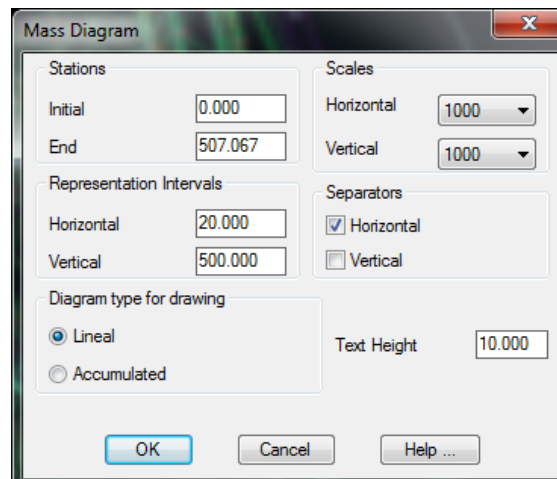 Mass Diagram
Stations
Initial 0.000
End 507.067
Scales
Horizontal 1000
Vertical 1000
Representation Intervals
Horizontal 20.000
Vertical 500.000
Separators
Horizontal
Vertical
Diagram type for drawing
Lineal
Accumulated
Text Height 10.000
OK Cancel Help ...